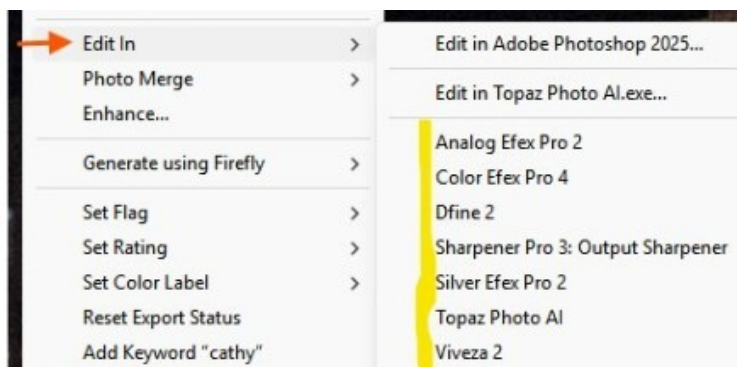 Edit In >
Photo Merge >
Enhance...
Generate using Firefly >
Set Flag >
Set Rating >
Set Color Label >
Reset Export Status
Add Keyword "cathy"
Edit in Adobe Photoshop 2025...
Edit in Topaz Photo AI.exe...
Analog Efex Pro 2
Color Efex Pro 4
Dfine 2
Sharpener Pro 3: Output Sharpener
Silver Efex Pro 2
Topaz Photo AI
Viveza 2